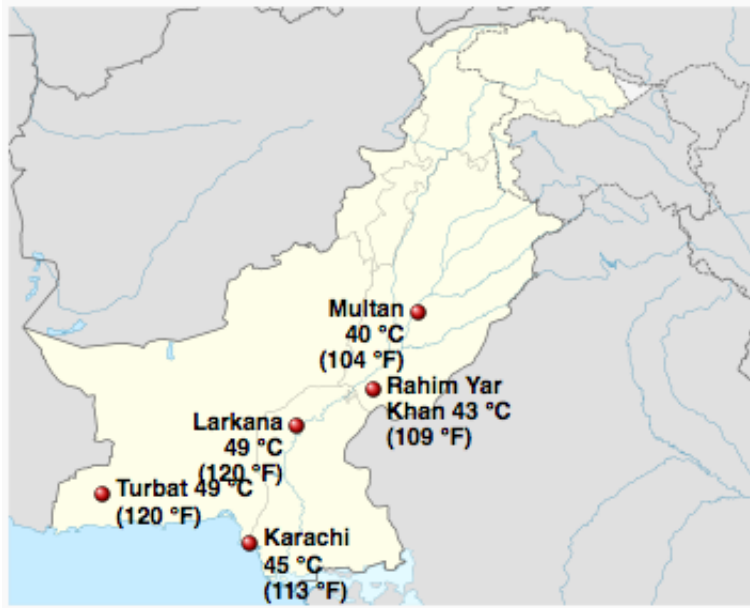 Multan
40 °C
(104 °F)
Rahim Yar
Khan 43 °C
(109 °F)
Larkana
49 °C
(120 °F)
Turbat 49 °C
(120 °F)
Karachi
45 °C
(113 °F)